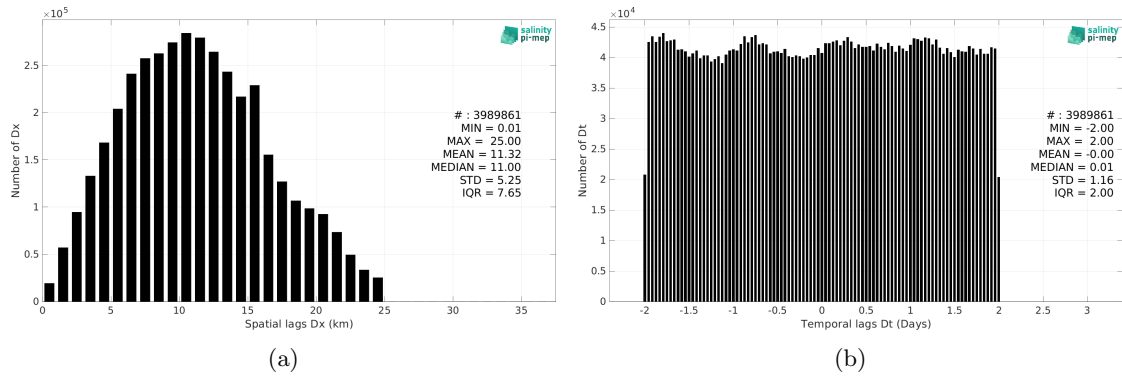 ×10⁵
2.5
2
1.5
1
0.5
0
0 5 10 15 20 25 30 35
Number of Dx
Spatial lags Dx (km)
salinity
pi-mep
# : 3989861
MIN = 0.01
MAX = 25.00
MEAN = 11.32
MEDIAN = 11.00
STD = 5.25
IQR = 7.65
(a)
×10⁴
4.5
4
3.5
3
2.5
2
1.5
1
0.5
0
-2 -1.5 -1 -0.5 0 0.5 1 1.5 2 2.5 3
Number of Dt
Temporal lags Dt (Days)
salinity
pi-mep
# : 3989861
MIN = -2.00
MAX = 2.00
MEAN = -0.00
MEDIAN = 0.01
STD = 1.16
IQR = 2.00
(b)